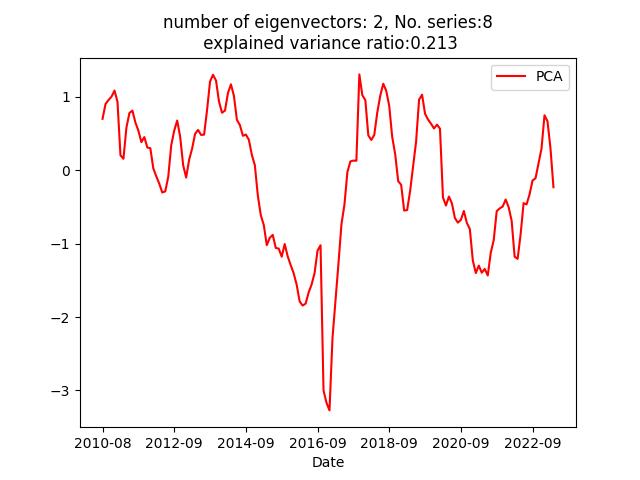 number of eigenvectors: 2, No. series:8
explained variance ratio:0.213
PCA
1
0
−1
−2
−3
2010-08 2012-09 2014-09 2016-09 2018-09 2020-09 2022-09
Date